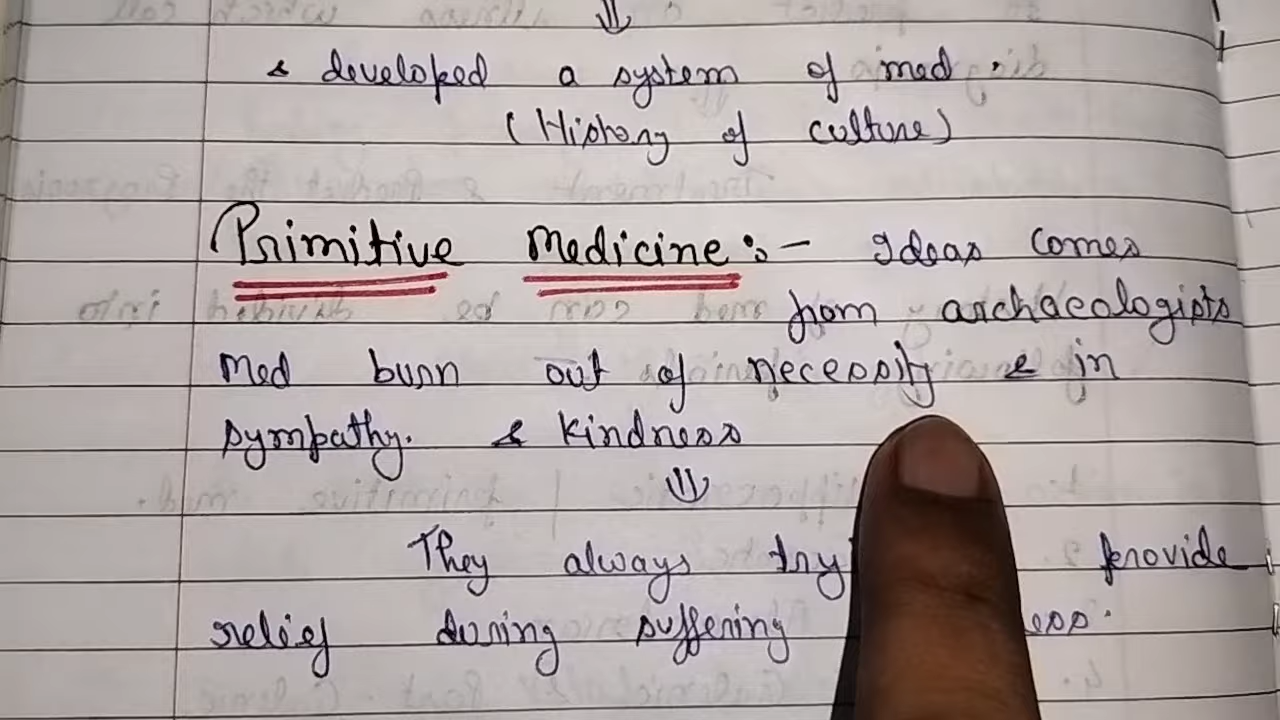 & developed a system of med.
(History of culture)
Primitive Medicine :- Ideas comes
from archaeologists
Med burn out of necessity & in
sympathy. & kindness
They always try provide
relief during suffering